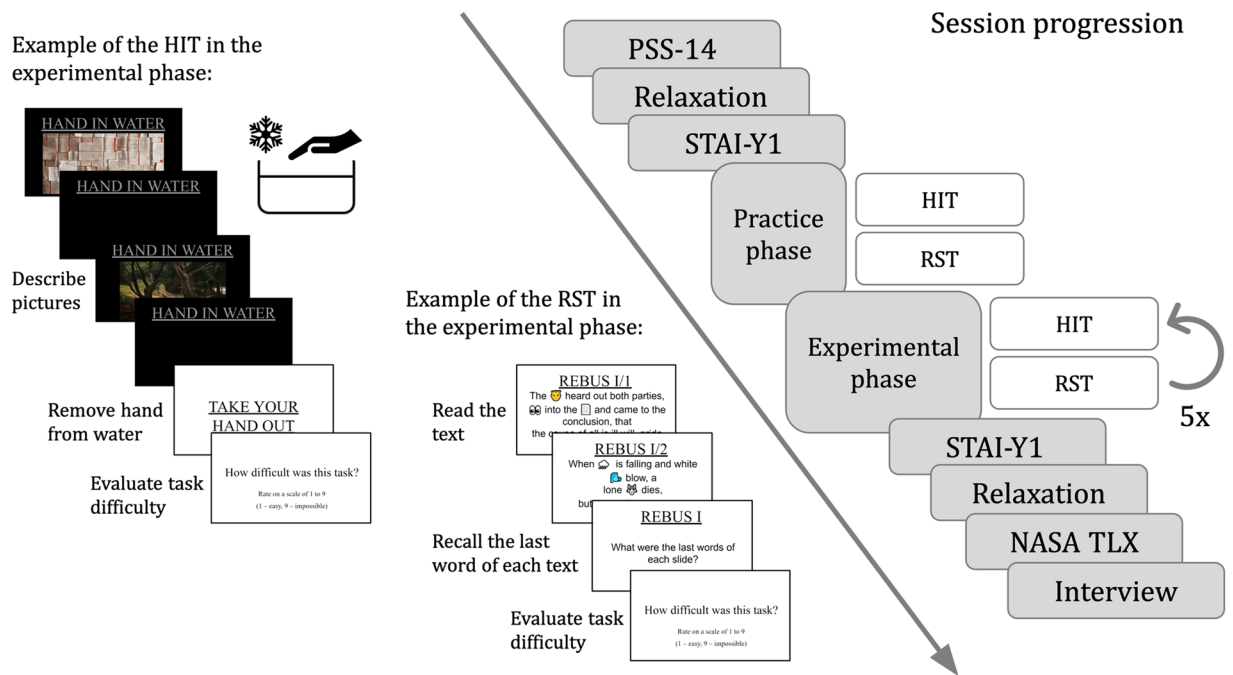 Example of the HIT in the
experimental phase:
HAND IN WATER
HAND IN WATER
HAND IN WATER
HAND IN WATER
Describe
pictures
Remove hand
from water
TAKE YOUR
HAND OUT
Evaluate task
difficulty
How difficult was this task?
Rate on a scale of 1 to 9
(1 – easy, 9 – impossible)
Example of the RST in
the experimental phase:
Read the
text
REBUS I/1
The 😇 heard out both parties,
👀 into the 📄 and came to the
conclusion, that
the
REBUS I/2
When is falling and white
blow, a
lone dies,
REBUS I
What were the last words of
each slide?
Recall the last
word of each text
Evaluate task
difficulty
How difficult was this task?
Rate on a scale of 1 to 9
(1 – easy, 9 – impossible)
Session progression
PSS-14
Relaxation
STAI-Y1
Practice
phase
HIT
RST
Experimental
phase
HIT
RST
5x
STAI-Y1
Relaxation
NASA TLX
Interview